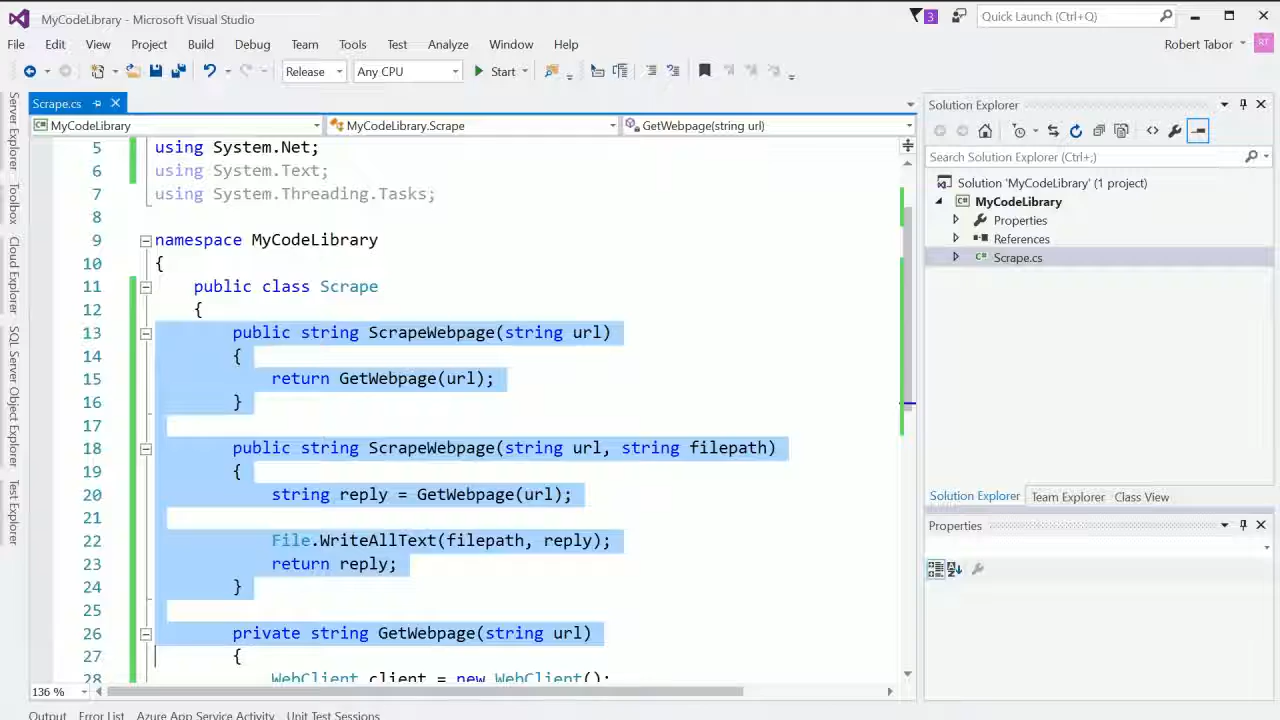 MyCodeLibrary - Microsoft Visual Studio
3
Quick Launch (Ctrl+Q)
File Edit View Project Build Debug Team Tools Test Analyze Window Help
Robert Tabor
RT
Release Any CPU Start
Server Explorer
Toolbox
Cloud Explorer
SQL Server Object Explorer
Test Explorer
Scrape.cs
MyCodeLibrary MyCodeLibrary.Scrape GetWebpage(string url)
5 using System.Net;
6 using System.Text;
7 using System.Threading.Tasks;
8
9 namespace MyCodeLibrary
10 {
11 public class Scrape
12 {
13 public string ScrapeWebpage(string url)
14 {
15 return GetWebpage(url);
16 }
17
18 public string ScrapeWebpage(string url, string filepath)
19 {
20 string reply = GetWebpage(url);
21
22 File.WriteAllText(filepath, reply);
23 return reply;
24 }
25
26 private string GetWebpage(string url)
27 {
28 WebClient client = new WebClient();
136 %
Solution Explorer
Search Solution Explorer (Ctrl+;)
Solution 'MyCodeLibrary' (1 project)
MyCodeLibrary
Properties
References
Scrape.cs
Solution Explorer Team Explorer Class View
Properties
Output Error List Azure App Service Activity Unit Test Sessions